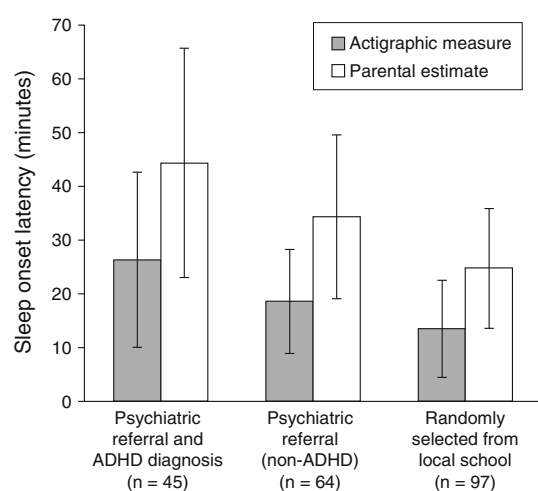 70
60
50
40
30
20
10
0
Sleep onset latency (minutes)
Actigraphic measure
Parental estimate
Psychiatric
referral and
ADHD diagnosis
(n = 45)
Psychiatric
referral
(non-ADHD)
(n = 64)
Randomly
selected from
local school
(n = 97)